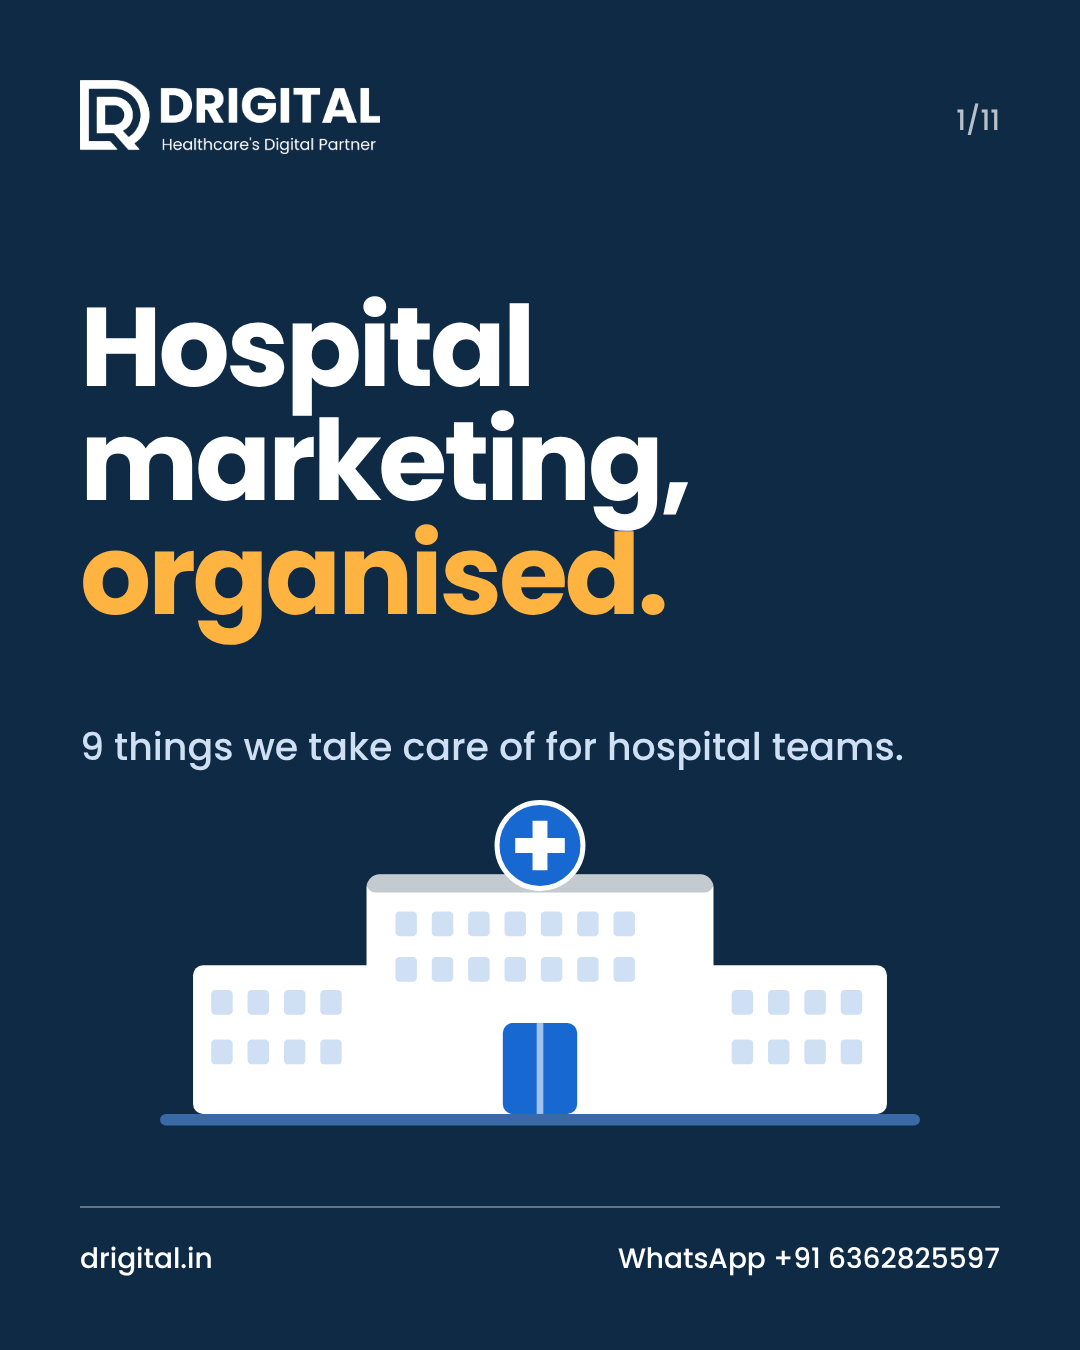 DRIGITAL
Healthcare's Digital Partner
1/11
Hospital
marketing,
organised.
9 things we take care of for hospital teams.
drigital.in
WhatsApp +91 6362825597